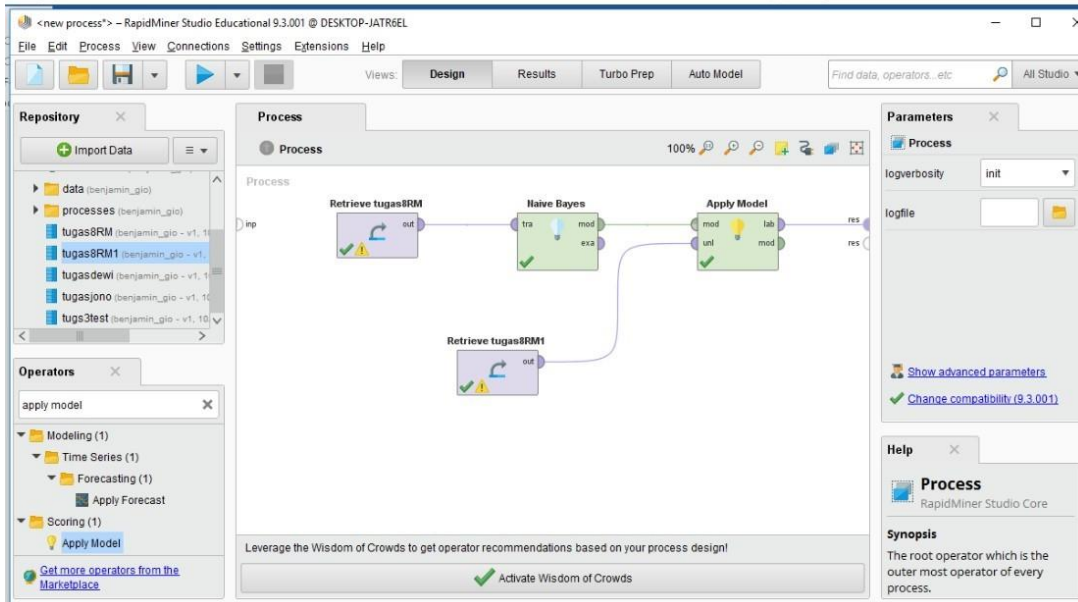 <new process*> – RapidMiner Studio Educational 9.3.001 @ DESKTOP-JATR6EL
File Edit Process View Connections Settings Extensions Help
Views: Design Results Turbo Prep Auto Model
Find data, operators...etc
All Studio
Repository
Import Data
data (benjamin_gio)
processes (benjamin_gio)
tugas8RM (benjamin_gio - v1, 10
tugas8RM1 (benjamin_gio - v1,
tugasdewi (benjamin_gio - v1, 1
tugasjono (benjamin_gio - v1, 10
tugs3test (benjamin_gio - v1, 10
Operators
apply model
Modeling (1)
Time Series (1)
Forecasting (1)
Apply Forecast
Scoring (1)
Apply Model
Get more operators from the
Marketplace
Process
Process
100%
Process
inp
Retrieve tugas8RM
out
Naive Bayes
tra
mod
exa
Apply Model
mod
lab
unl
mod
res
res
Retrieve tugas8RM1
out
Leverage the Wisdom of Crowds to get operator recommendations based on your process design!
Activate Wisdom of Crowds
Parameters
Process
logverbosity
init
logfile
Show advanced parameters
Change compatibility (9.3.001)
Help
Process
RapidMiner Studio Core
Synopsis
The root operator which is the
outer most operator of every
process.